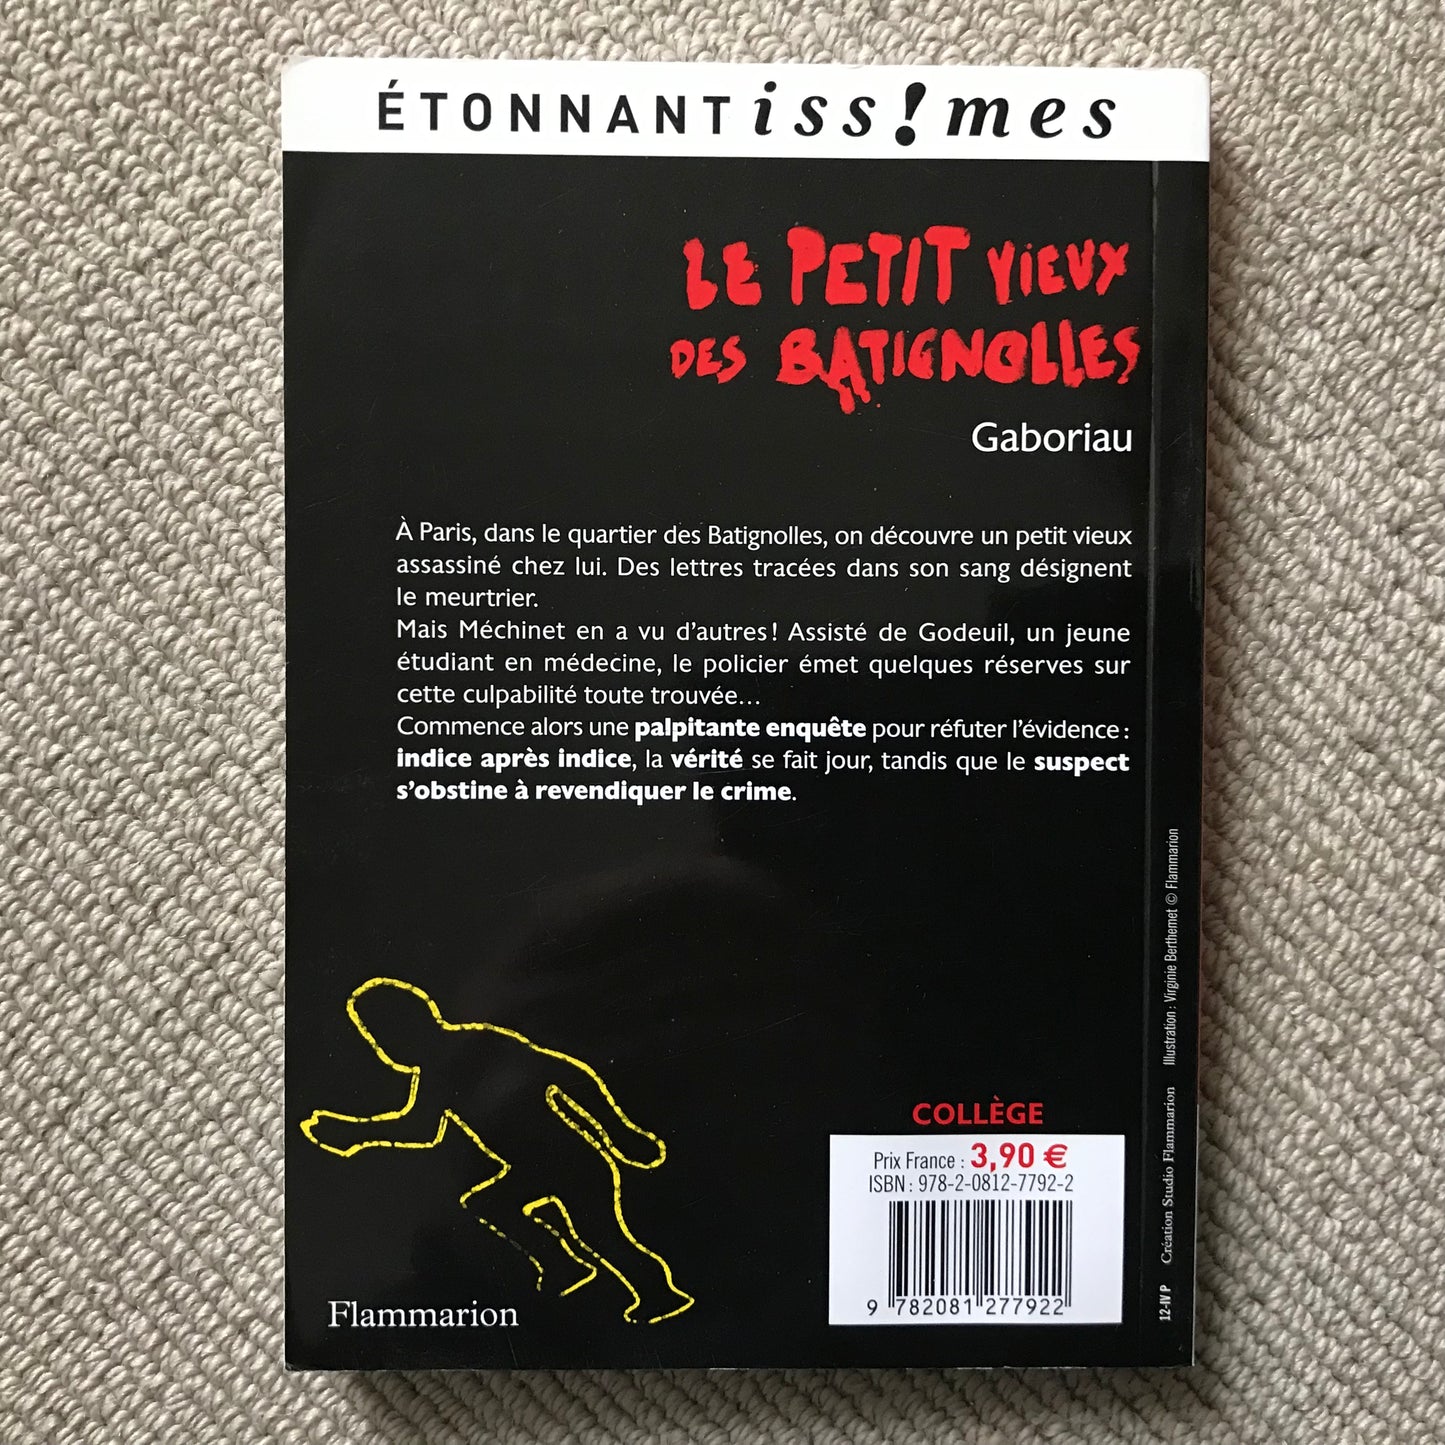 ÉTONNANTiss!mes
LE PETIT VIEUX
DES BATIGNOLLES
Gaboriau
À Paris, dans le quartier des Batignolles, on découvre un petit vieux
assassiné chez lui. Des lettres tracées dans son sang désignent
le meurtrier.
Mais Méchinet en a vu d’autres ! Assisté de Godeuil, un jeune
étudiant en médecine, le policier émet quelques réserves sur
cette culpabilité toute trouvée…
Commence alors une palpitante enquête pour réfuter l’évidence :
indice après indice, la vérité se fait jour, tandis que le suspect
s’obstine à revendiquer le crime.
COLLÈGE
Prix France : 3,90 €
ISBN : 978-2-0812-7792-2
9 782081 277922
Flammarion
12-IV P Création Studio Flammarion Illustration : Virginie Berthemet © Flammarion